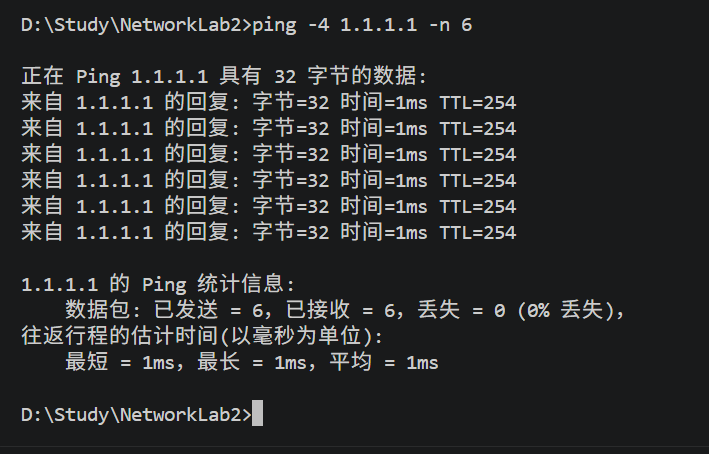 D:\Study\NetworkLab2>ping -4 1.1.1.1 -n 6
正在 Ping 1.1.1.1 具有 32 字节的数据:
来自 1.1.1.1 的回复: 字节=32 时间=1ms TTL=254
来自 1.1.1.1 的回复: 字节=32 时间=1ms TTL=254
来自 1.1.1.1 的回复: 字节=32 时间=1ms TTL=254
来自 1.1.1.1 的回复: 字节=32 时间=1ms TTL=254
来自 1.1.1.1 的回复: 字节=32 时间=1ms TTL=254
来自 1.1.1.1 的回复: 字节=32 时间=1ms TTL=254
1.1.1.1 的 Ping 统计信息:
    数据包: 已发送 = 6，已接收 = 6，丢失 = 0 (0% 丢失)，
往返行程的估计时间(以毫秒为单位):
    最短 = 1ms，最长 = 1ms，平均 = 1ms
D:\Study\NetworkLab2>